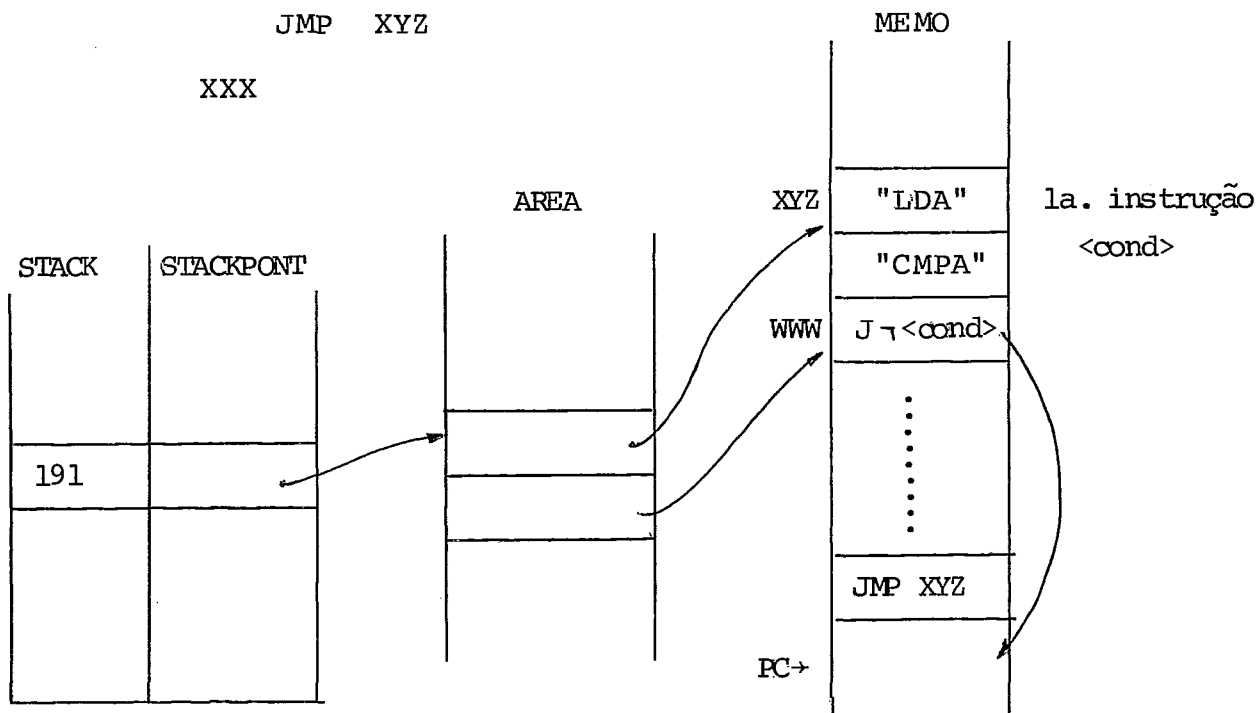 JMP XYZ
XXX
MEMO
AREA
XYZ "LDA" 1a. instrução
"CMPA" <cond>
STACK STACKPONT
WWW J¬<cond>
191
JMP XYZ
PC→